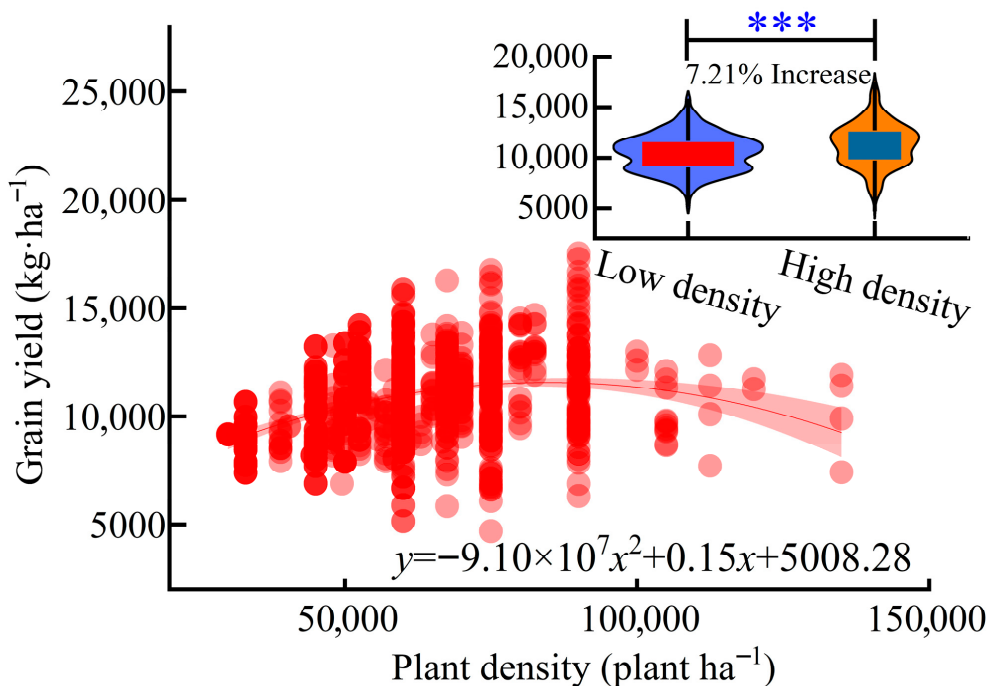 Grain yield (kg·ha⁻¹)
25,000
20,000
15,000
10,000
5000
20,000
15,000
10,000
5000
***
7.21% Increase
Low density
High density
y=−9.10×10⁷x²+0.15x+5008.28
50,000
100,000
150,000
Plant density (plant ha⁻¹)